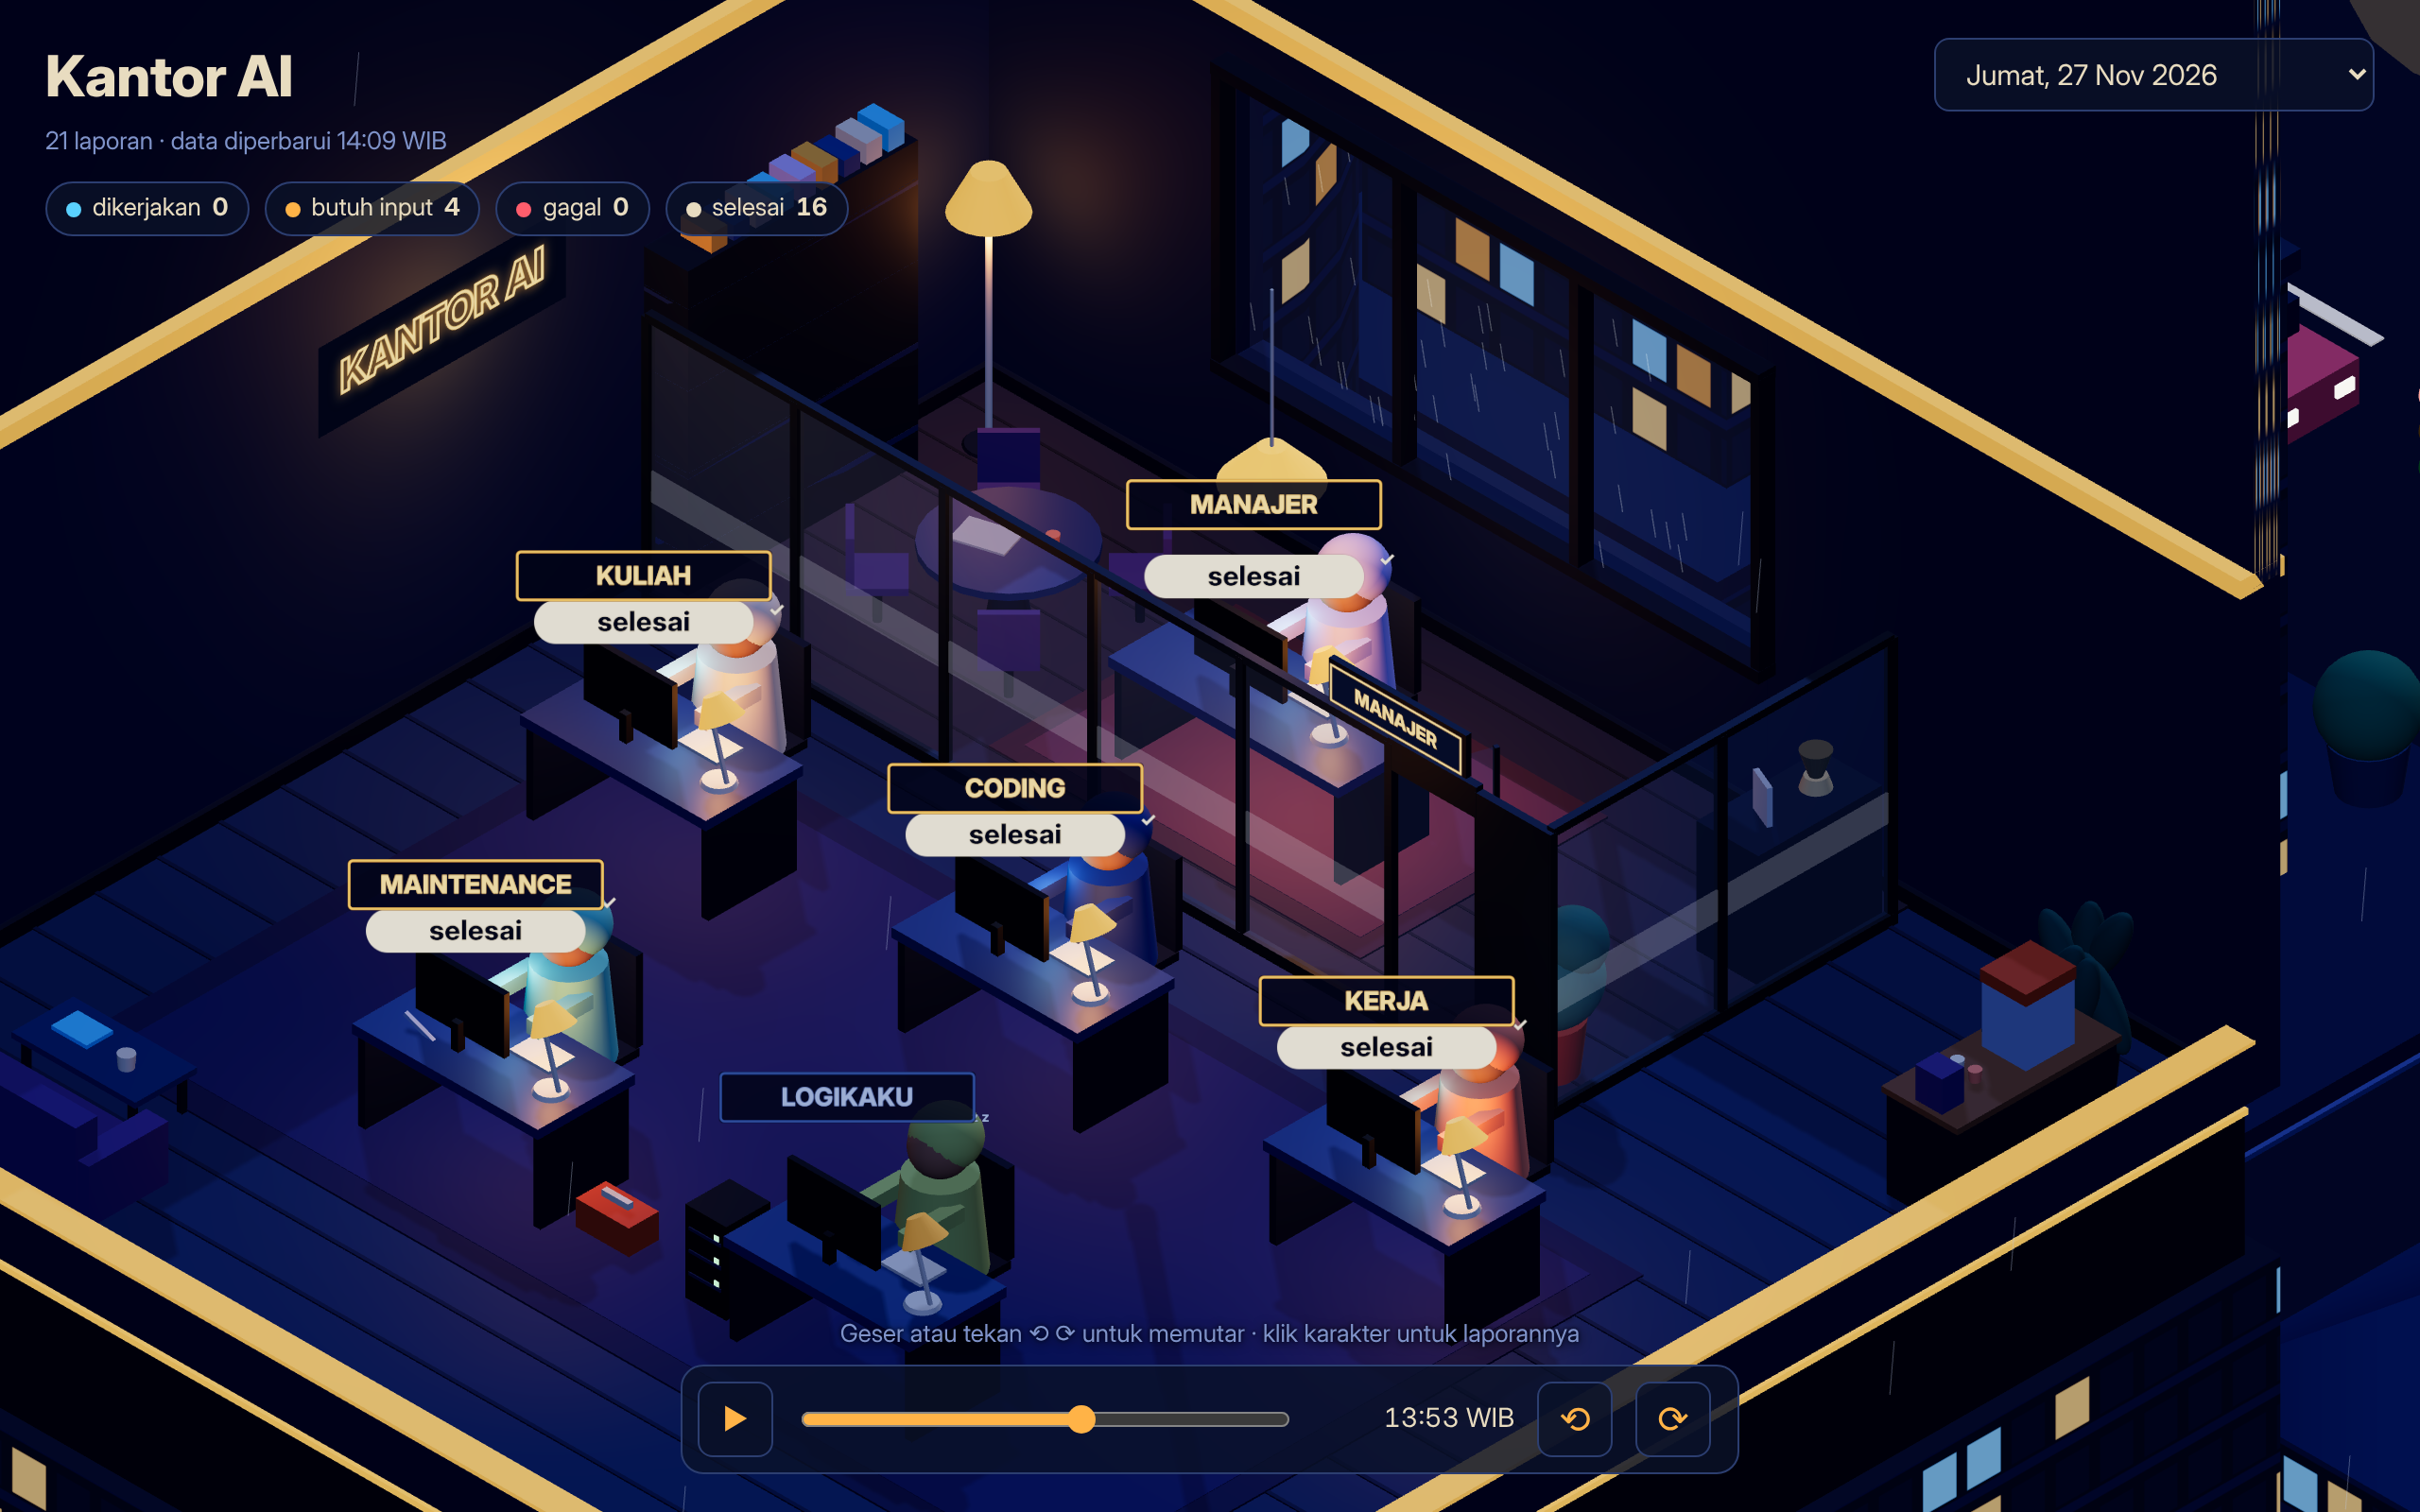 Kantor AI
21 laporan · data diperbarui 14:09 WIB
dikerjakan 0
butuh input 4
gagal 0
selesai 16
Jumat, 27 Nov 2026
KANTOR AI
MANAJER
selesai
KULIAH
selesai
MANAJER
CODING
selesai
MAINTENANCE
selesai
KERJA
selesai
LOGIKAKU
z
Geser atau tekan ⟲ ⟳ untuk memutar · klik karakter untuk laporannya
13:53 WIB